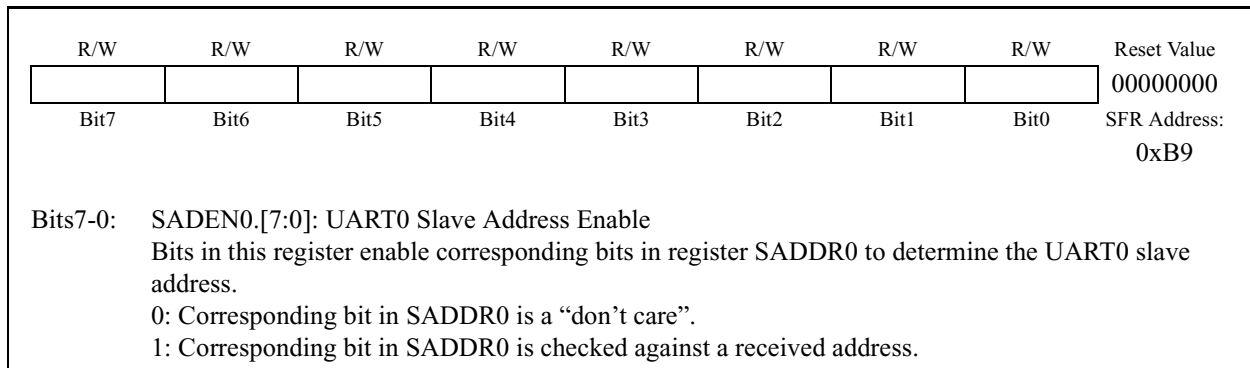 R/W R/W R/W R/W R/W R/W R/W R/W Reset Value
00000000
Bit7 Bit6 Bit5 Bit4 Bit3 Bit2 Bit1 Bit0 SFR Address:
0xB9
Bits7-0: SADEN0.[7:0]: UART0 Slave Address Enable
Bits in this register enable corresponding bits in register SADDR0 to determine the UART0 slave
address.
0: Corresponding bit in SADDR0 is a “don’t care”.
1: Corresponding bit in SADDR0 is checked against a received address.